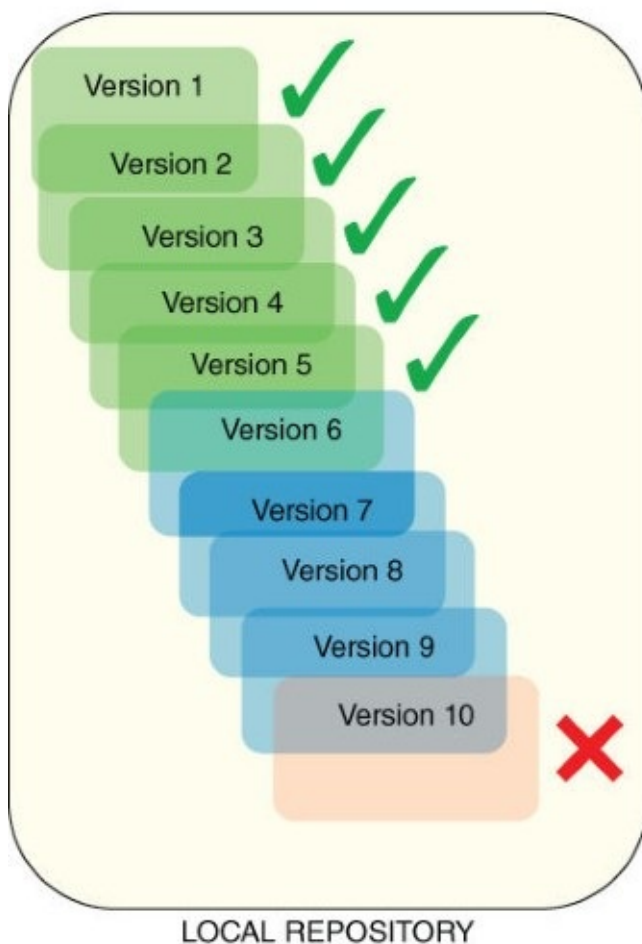 Version 1
Version 2
Version 3
Version 4
Version 5
Version 6
Version 7
Version 8
Version 9
Version 10
LOCAL REPOSITORY